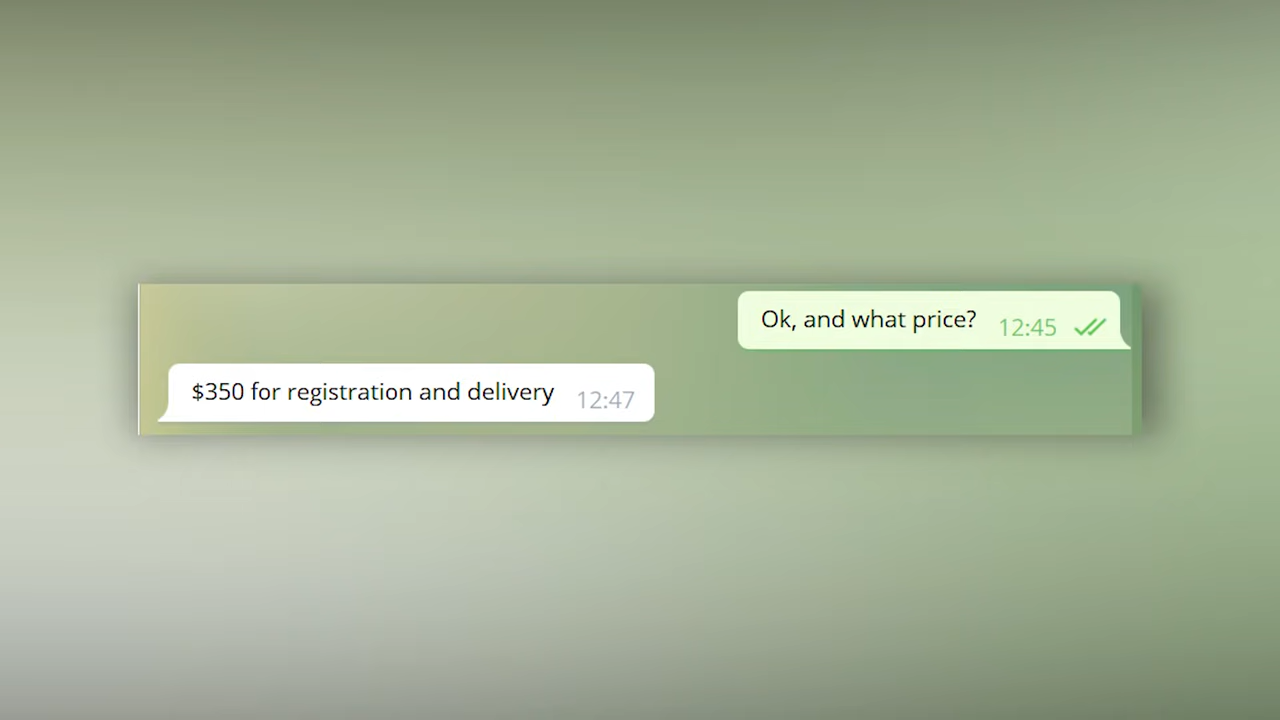 Ok, and what price? 12:45
$350 for registration and delivery 12:47